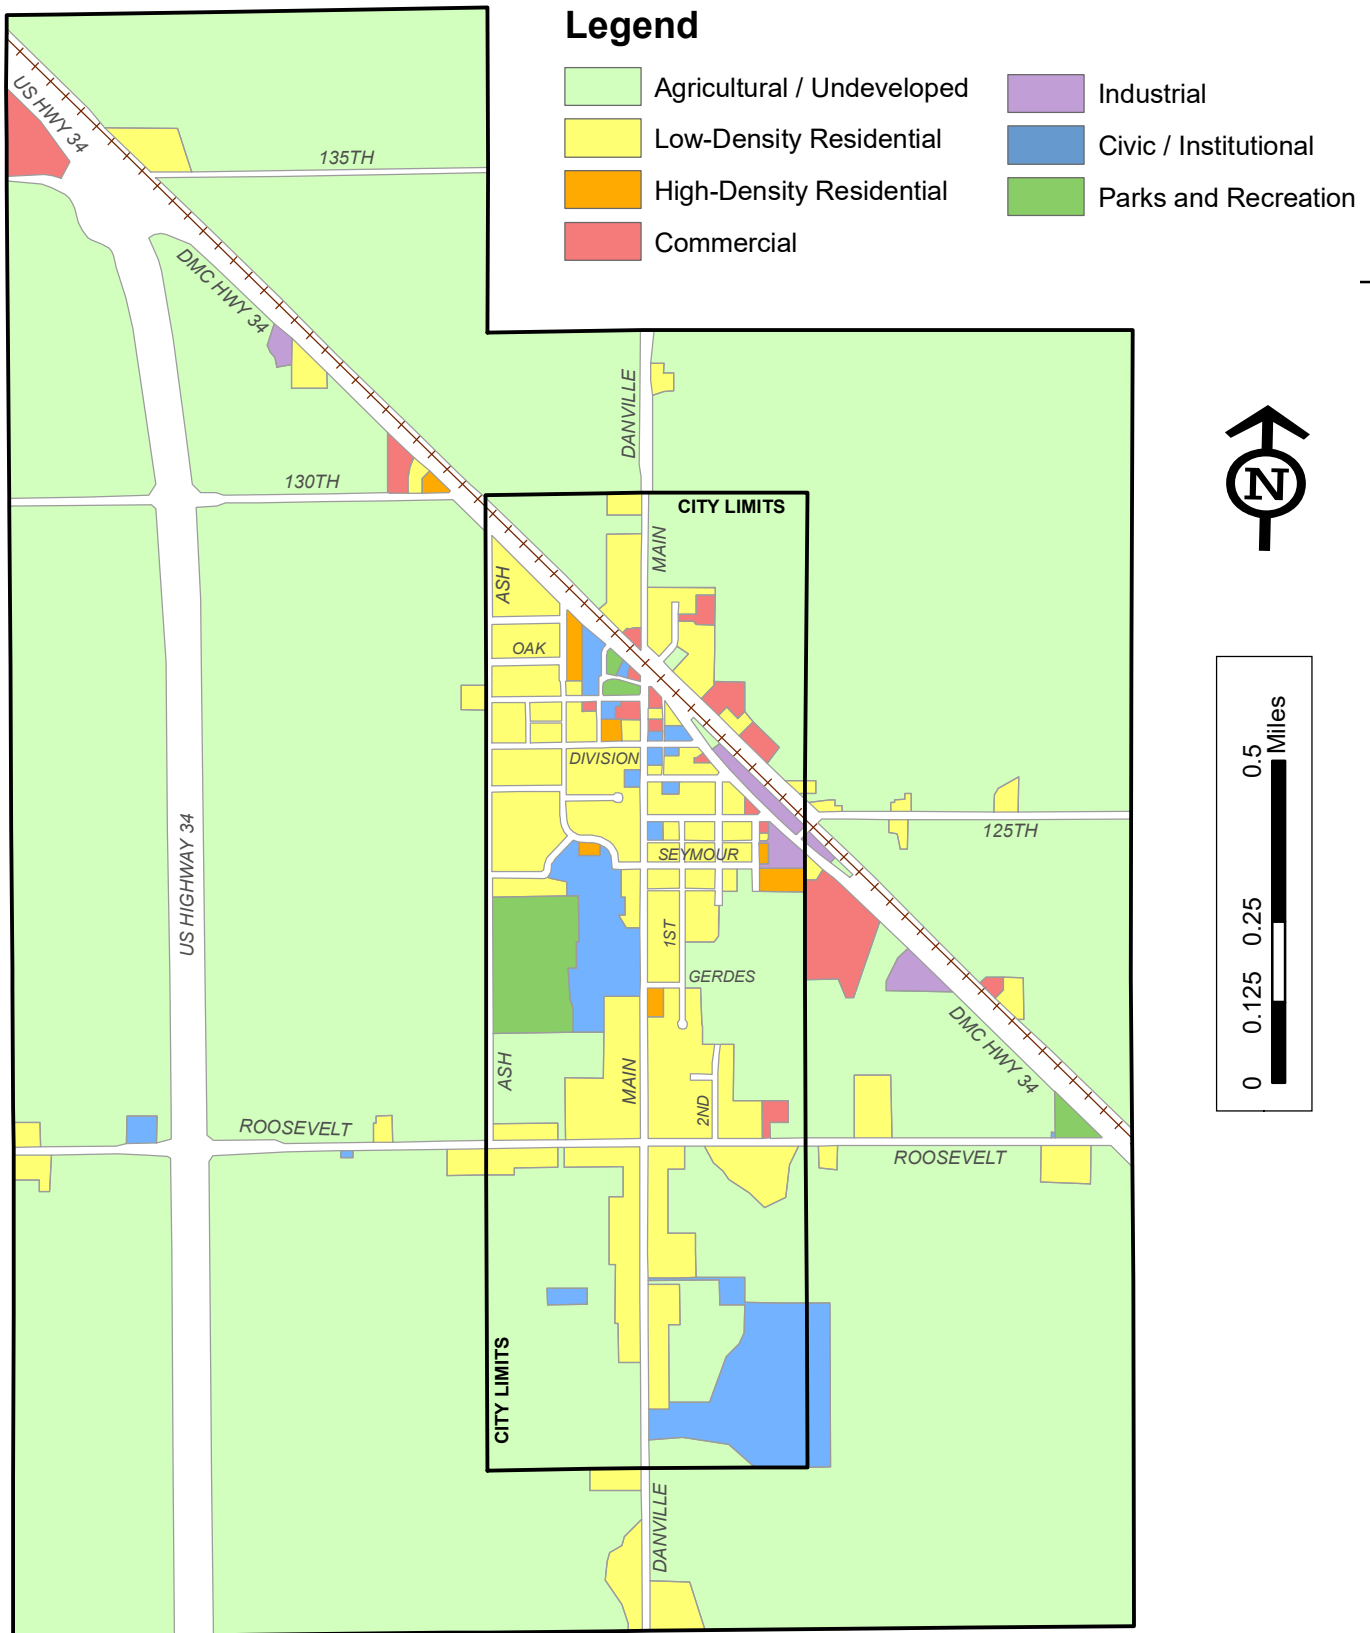 Legend
Agricultural / Undeveloped
Low-Density Residential
High-Density Residential
Commercial
Industrial
Civic / Institutional
Parks and Recreation
US HWY 34
135TH
DMC HWY 34
DANVILLE
130TH
CITY LIMITS
MAIN
ASH
OAK
DIVISION
SEYMOUR
125TH
US HIGHWAY 34
1ST
GERDES
DMC HWY 34
ASH
MAIN
2ND
ROOSEVELT
ROOSEVELT
CITY LIMITS
DANVILLE
N
0 0.125 0.25 0.5
Miles